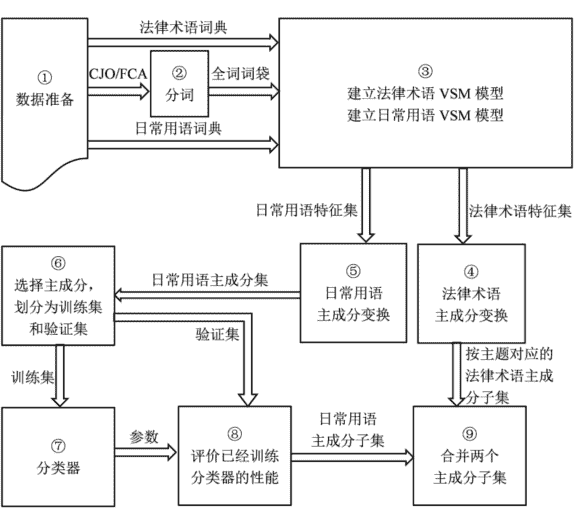 法律术语词典
①
数据准备
CJO/FCA
②
分词
全词词袋
日常用语词典
③
建立法律术语 VSM 模型
建立日常用语 VSM 模型
日常用语特征集
法律术语特征集
⑥
选择主成分，
划分为训练集
和验证集
日常用语主成分集
⑤
日常用语
主成分变换
④
法律术语
主成分变换
验证集
训练集
按主题对应的
法律术语主成
分子集
⑦
分类器
参数
⑧
评价已经训练
分类器的性能
日常用语
主成分子集
⑨
合并两个
主成分子集